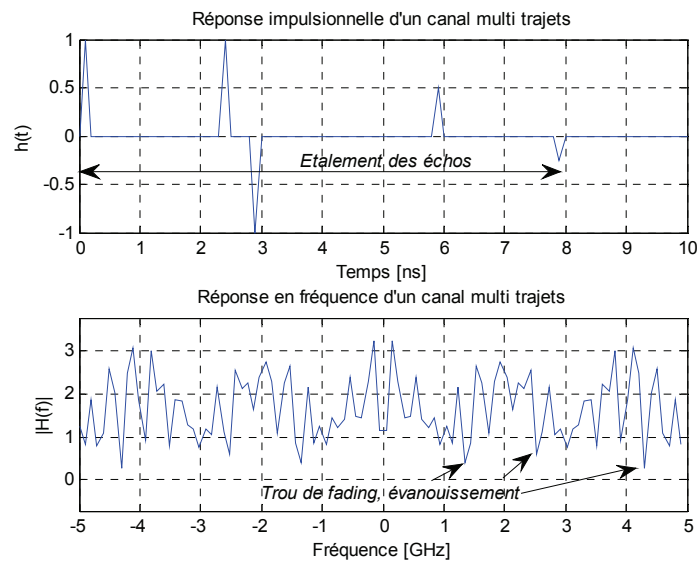 Réponse impulsionnelle d'un canal multi trajets
1
0.5
0
-0.5
-1
h(t)
Etalement des échos
0 1 2 3 4 5 6 7 8 9 10
Temps [ns]
Réponse en fréquence d'un canal multi trajets
3
2
1
0
|H(f)|
Trou de fading, évanouissement
-5 -4 -3 -2 -1 0 1 2 3 4 5
Fréquence [GHz]